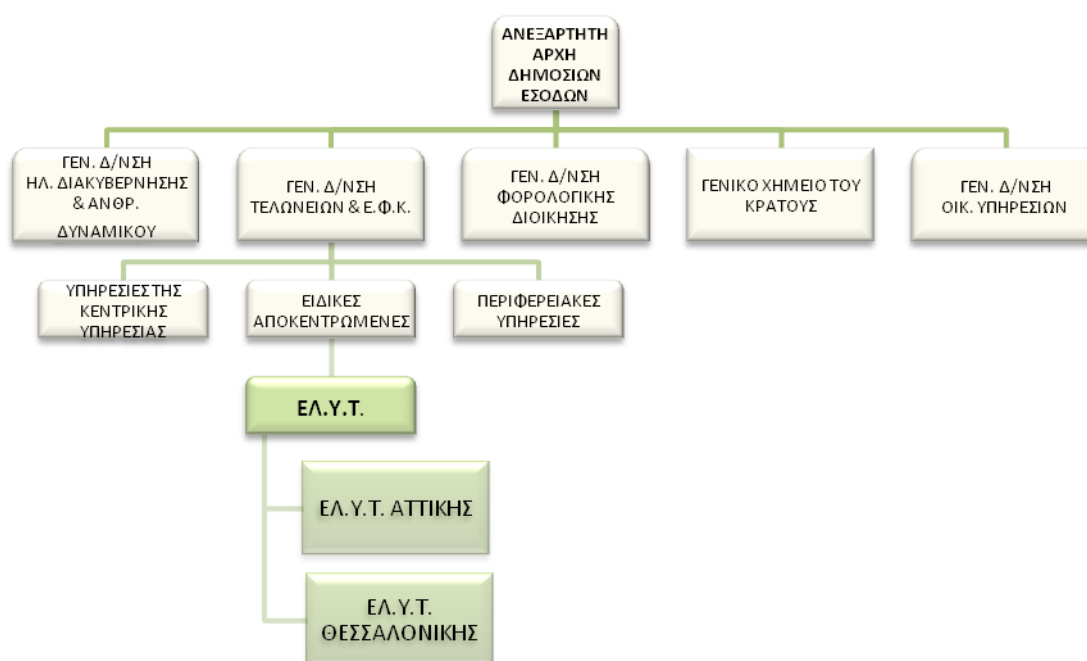 ΑΝΕΞΑΡΤΗΤΗ
ΑΡΧΗ
ΔΗΜΟΣΙΩΝ
ΕΣΟΔΩΝ
ΓΕΝ. Δ/ΝΣΗ
ΗΛ. ΔΙΑΚΥΒΕΡΝΗΣΗΣ
& ΑΝΘΡ.
ΔΥΝΑΜΙΚΟΥ
ΓΕΝ. Δ/ΝΣΗ
ΤΕΛΩΝΕΙΩΝ & Ε.Φ.Κ.
ΓΕΝ. Δ/ΝΣΗ
ΦΟΡΟΛΟΓΙΚΗΣ
ΔΙΟΙΚΗΣΗΣ
ΓΕΝΙΚΟ ΧΗΜΕΙΟ ΤΟΥ
ΚΡΑΤΟΥΣ
ΓΕΝ. Δ/ΝΣΗ
ΟΙΚ. ΥΠΗΡΕΣΙΩΝ
ΥΠΗΡΕΣΙΕΣ ΤΗΣ
ΚΕΝΤΡΙΚΗΣ
ΥΠΗΡΕΣΙΑΣ
ΕΙΔΙΚΕΣ
ΑΠΟΚΕΝΤΡΩΜΕΝΕΣ
ΠΕΡΙΦΕΡΕΙΑΚΕΣ
ΥΠΗΡΕΣΙΕΣ
ΕΛ.Υ.Τ.
ΕΛ.Υ.Τ. ΑΤΤΙΚΗΣ
ΕΛ.Υ.Τ.
ΘΕΣΣΑΛΟΝΙΚΗΣ